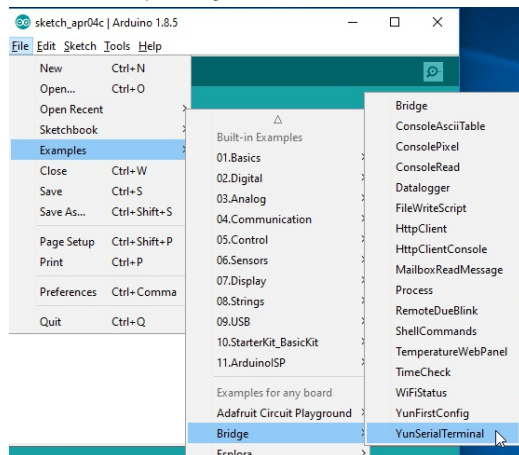 sketch_apr04c | Arduino 1.8.5
File Edit Sketch Tools Help
New Ctrl+N
Open... Ctrl+O
Open Recent
Sketchbook
Examples
Close Ctrl+W
Save Ctrl+S
Save As... Ctrl+Shift+S
Page Setup Ctrl+Shift+P
Print Ctrl+P
Preferences Ctrl+Comma
Quit Ctrl+Q
Built-in Examples
01.Basics
02.Digital
03.Analog
04.Communication
05.Control
06.Sensors
07.Display
08.Strings
09.USB
10.StarterKit_BasicKit
11.ArduinoISP
Examples for any board
Adafruit Circuit Playground
Bridge
Esplora
Bridge
ConsoleAsciiTable
ConsolePixel
ConsoleRead
Datalogger
FileWriteScript
HttpClient
HttpClientConsole
MailboxReadMessage
Process
RemoteDueBlink
ShellCommands
TemperatureWebPanel
TimeCheck
WiFiStatus
YunFirstConfig
YunSerialTerminal